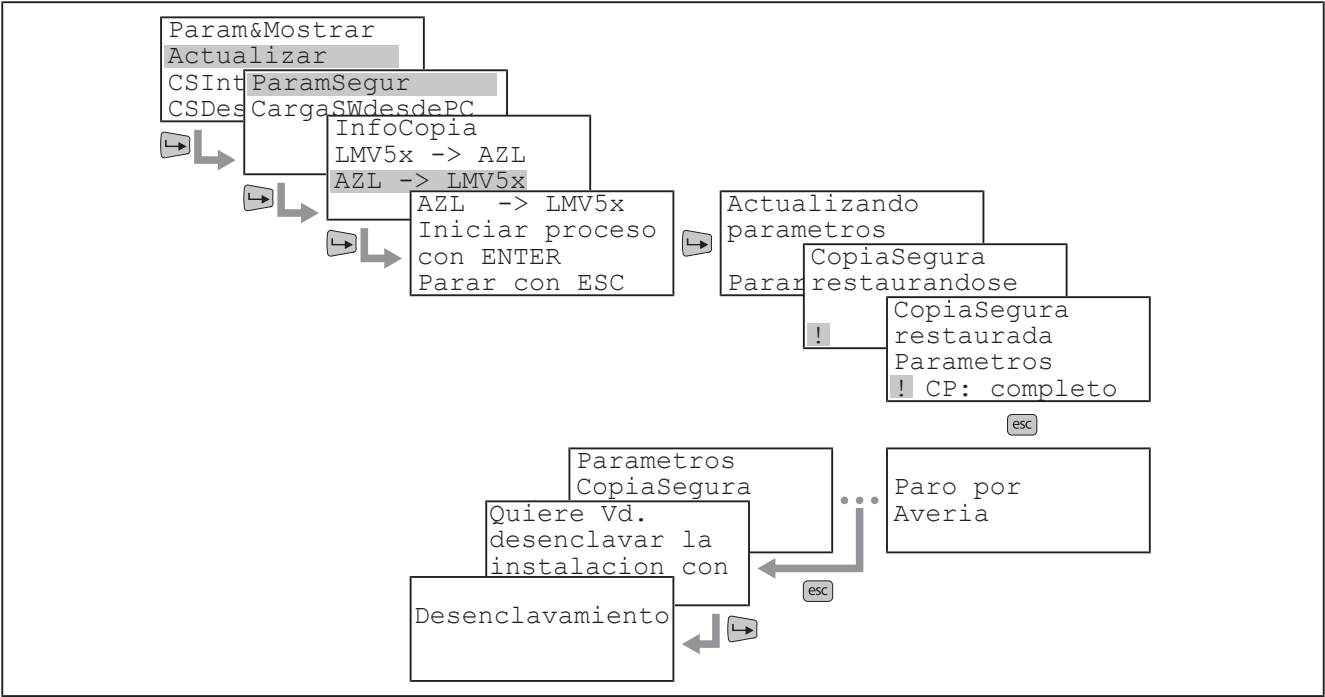 Param&Mostrar
Actualizar
CSInt
CSDes
ParamSegur
CargaSWdesdePC
InfoCopia
LMV5x -> AZL
AZL -> LMV5x
AZL -> LMV5x
Iniciar proceso
con ENTER
Parar con ESC
Actualizando
parametros
Parar
CopiaSegura
restaurandose
!
CopiaSegura
restaurada
Parametros
! CP: completo
esc
Paro por
Averia
Parametros
CopiaSegura
esc
Quiere Vd.
desenclavar la
instalacion con
Desenclavamiento